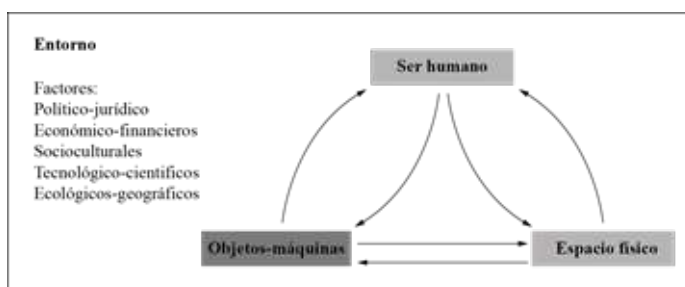 Entorno
Factores:
Político-jurídico
Económico-financieros
Socioculturales
Tecnológico-científicos
Ecológicos-geográficos
Ser humano
Objetos-máquinas
Espacio físico